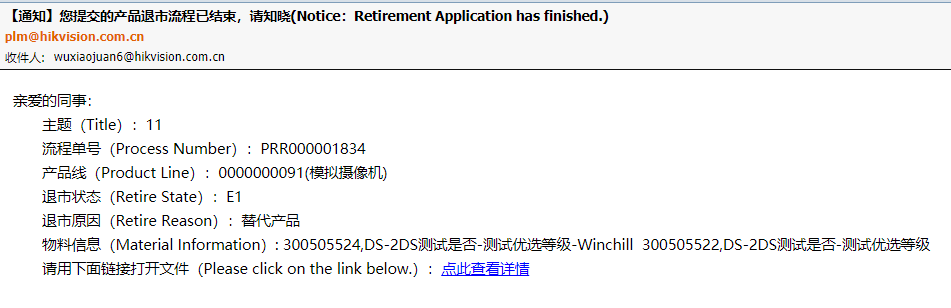 【通知】您提交的产品退市流程已结束，请知晓(Notice：Retirement Application has finished.)
plm@hikvision.com.cn
收件人： wuxiaojuan6@hikvision.com.cn
亲爱的同事：
主题（Title）：11
流程单号（Process Number）：PRR000001834
产品线（Product Line）：0000000091(模拟摄像机)
退市状态（Retire State）：E1
退市原因（Retire Reason）：替代产品
物料信息（Material Information）: 300505524,DS-2DS测试是否-测试优选等级-Winchill 300505522,DS-2DS测试是否-测试优选等级
请用下面链接打开文件（Please click on the link below.）：点此查看详情